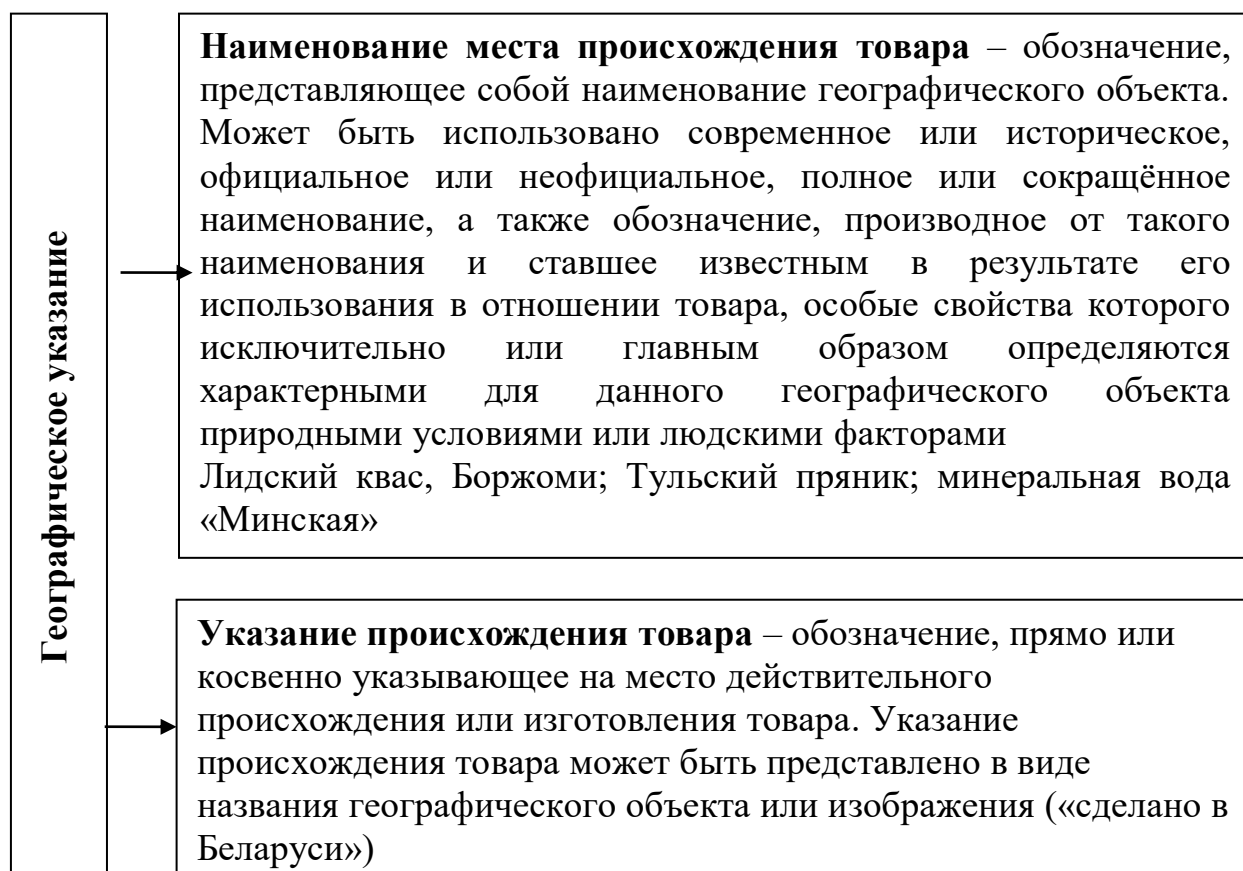 Географическое указание
Наименование места происхождения товара – обозначение,
представляющее собой наименование географического объекта.
Может быть использовано современное или историческое,
официальное или неофициальное, полное или сокращённое
наименование, а также обозначение, производное от такого
наименования и ставшее известным в результате его
использования в отношении товара, особые свойства которого
исключительно или главным образом определяются
характерными для данного географического объекта
природными условиями или людскими факторами
Лидский квас, Боржоми; Тульский пряник; минеральная вода
«Минская»
Указание происхождения товара – обозначение, прямо или
косвенно указывающее на место действительного
происхождения или изготовления товара. Указание
происхождения товара может быть представлено в виде
названия географического объекта или изображения («сделано в
Беларуси»)